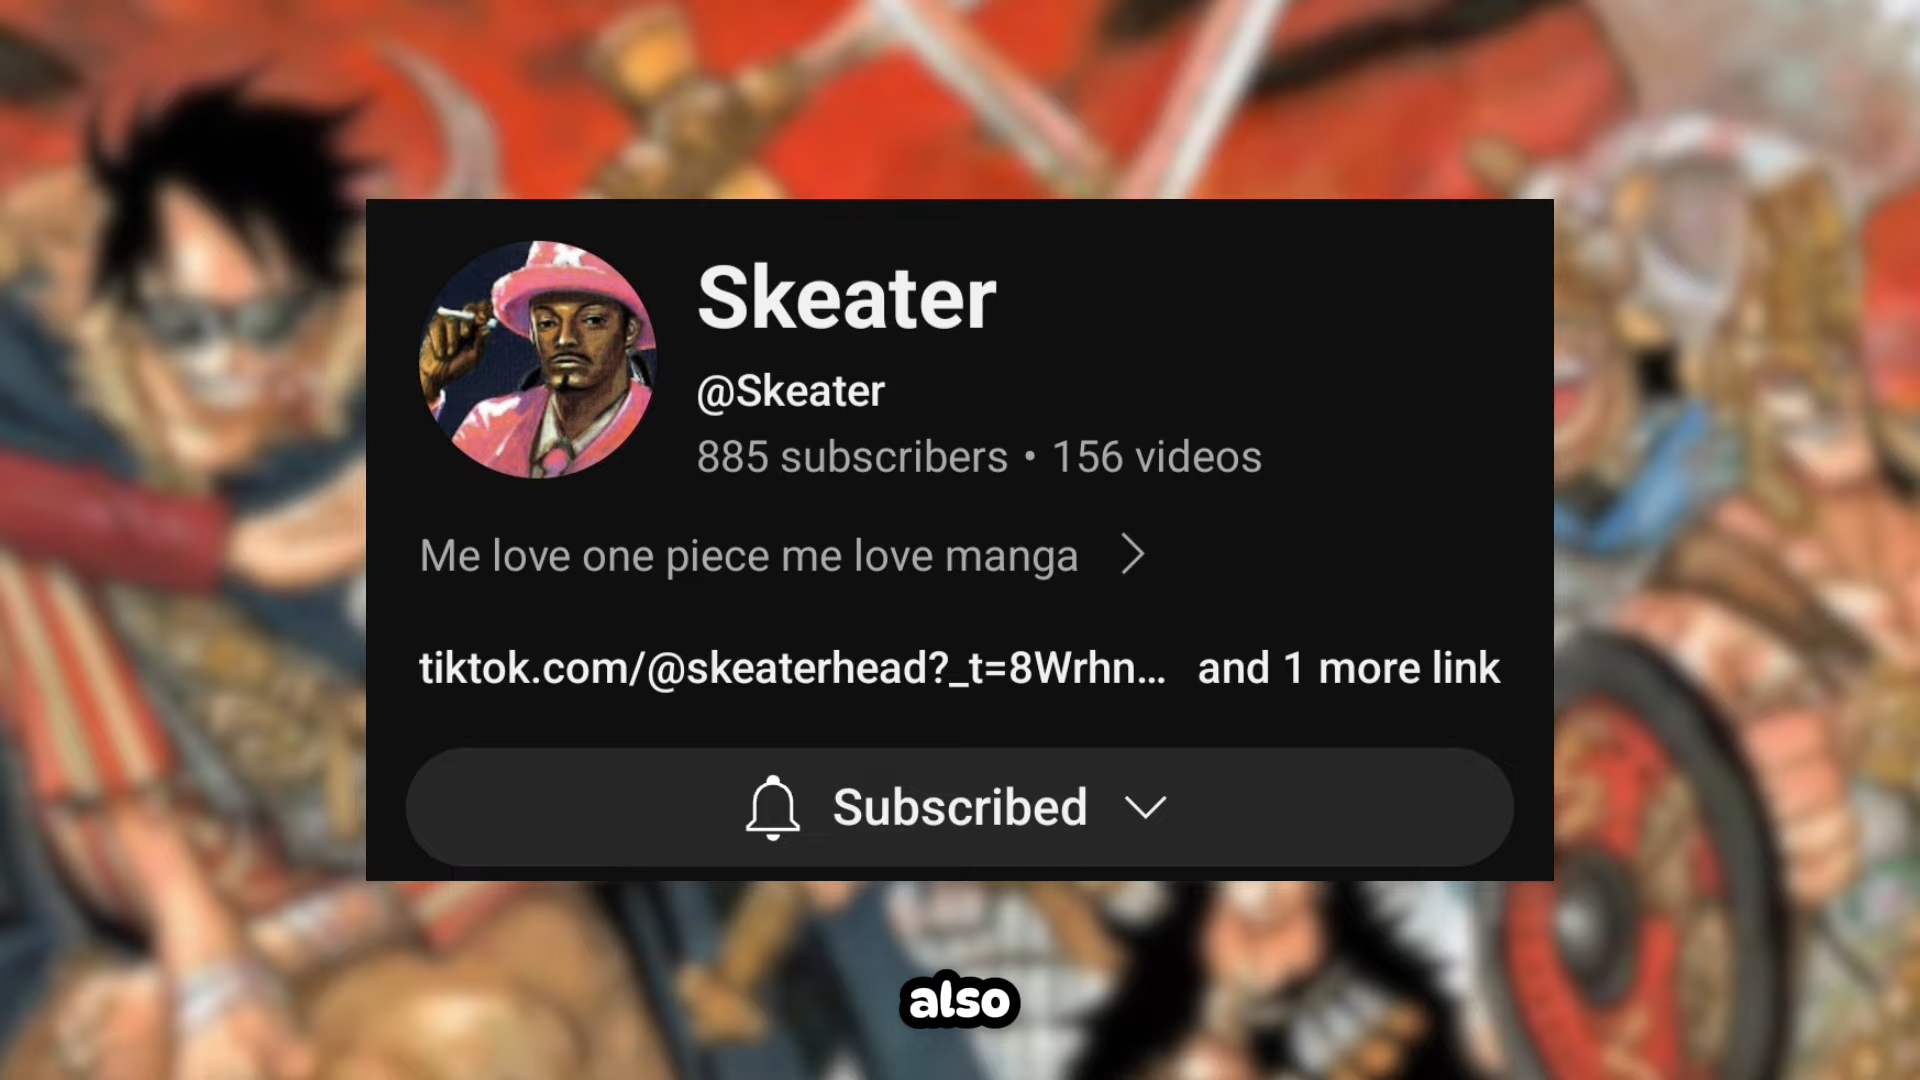 Skeater
@Skeater
885 subscribers • 156 videos
Me love one piece me love manga
tiktok.com/@skeaterhead?_t=8Wrhn... and 1 more link
Subscribed
also